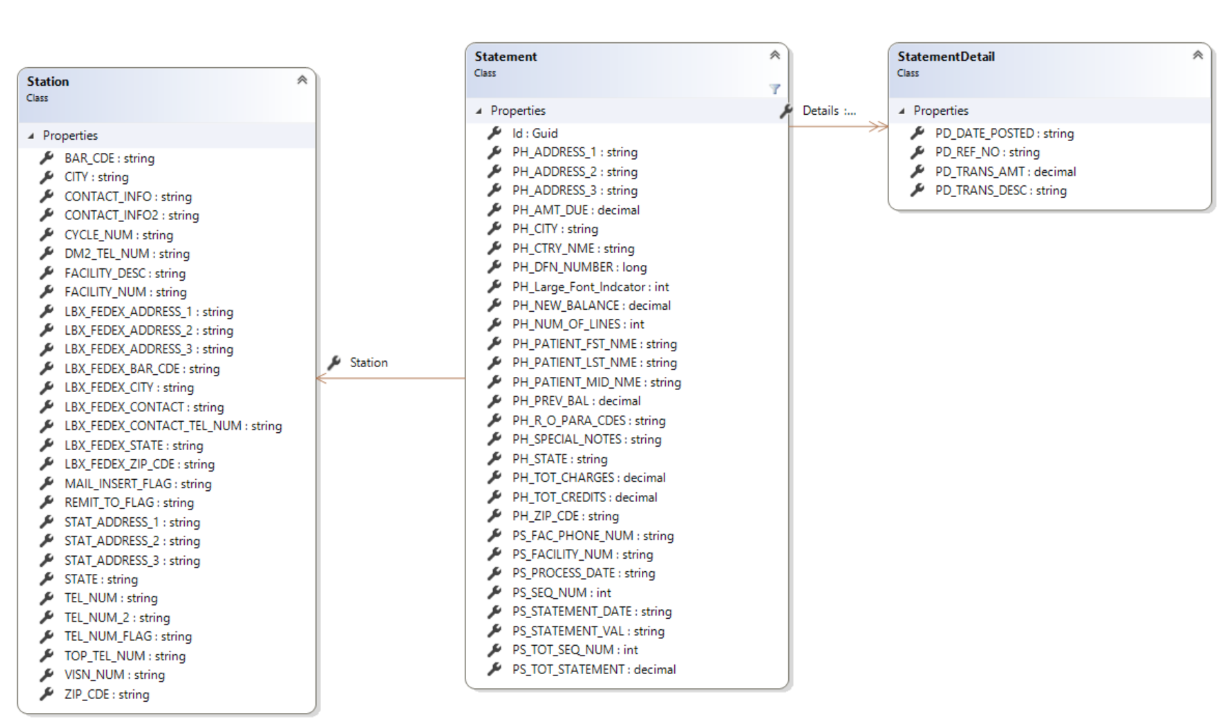 Station
Class
Properties
BAR_CDE : string
CITY : string
CONTACT_INFO : string
CONTACT_INFO2 : string
CYCLE_NUM : string
DM2_TEL_NUM : string
FACILITY_DESC : string
FACILITY_NUM : string
LBX_FEDEX_ADDRESS_1 : string
LBX_FEDEX_ADDRESS_2 : string
LBX_FEDEX_ADDRESS_3 : string
LBX_FEDEX_BAR_CDE : string
LBX_FEDEX_CITY : string
LBX_FEDEX_CONTACT : string
LBX_FEDEX_CONTACT_TEL_NUM : string
LBX_FEDEX_STATE : string
LBX_FEDEX_ZIP_CDE : string
MAIL_INSERT_FLAG : string
REMIT_TO_FLAG : string
STAT_ADDRESS_1 : string
STAT_ADDRESS_2 : string
STAT_ADDRESS_3 : string
STATE : string
TEL_NUM : string
TEL_NUM_2 : string
TEL_NUM_FLAG : string
TOP_TEL_NUM : string
VISN_NUM : string
ZIP_CDE : string
Station
Statement
Class
Properties
Id : Guid
PH_ADDRESS_1 : string
PH_ADDRESS_2 : string
PH_ADDRESS_3 : string
PH_AMT_DUE : decimal
PH_CITY : string
PH_CTRY_NME : string
PH_DFN_NUMBER : long
PH_Large_Font_Indcator : int
PH_NEW_BALANCE : decimal
PH_NUM_OF_LINES : int
PH_PATIENT_FST_NME : string
PH_PATIENT_LST_NME : string
PH_PATIENT_MID_NME : string
PH_PREV_BAL : decimal
PH_R_O_PARA_CDES : string
PH_SPECIAL_NOTES : string
PH_STATE : string
PH_TOT_CHARGES : decimal
PH_TOT_CREDITS : decimal
PH_ZIP_CDE : string
PS_FAC_PHONE_NUM : string
PS_FACILITY_NUM : string
PS_PROCESS_DATE : string
PS_SEQ_NUM : int
PS_STATEMENT_DATE : string
PS_STATEMENT_VAL : string
PS_TOT_SEQ_NUM : int
PS_TOT_STATEMENT : decimal
Details :...
StatementDetail
Class
Properties
PD_DATE_POSTED : string
PD_REF_NO : string
PD_TRANS_AMT : decimal
PD_TRANS_DESC : string